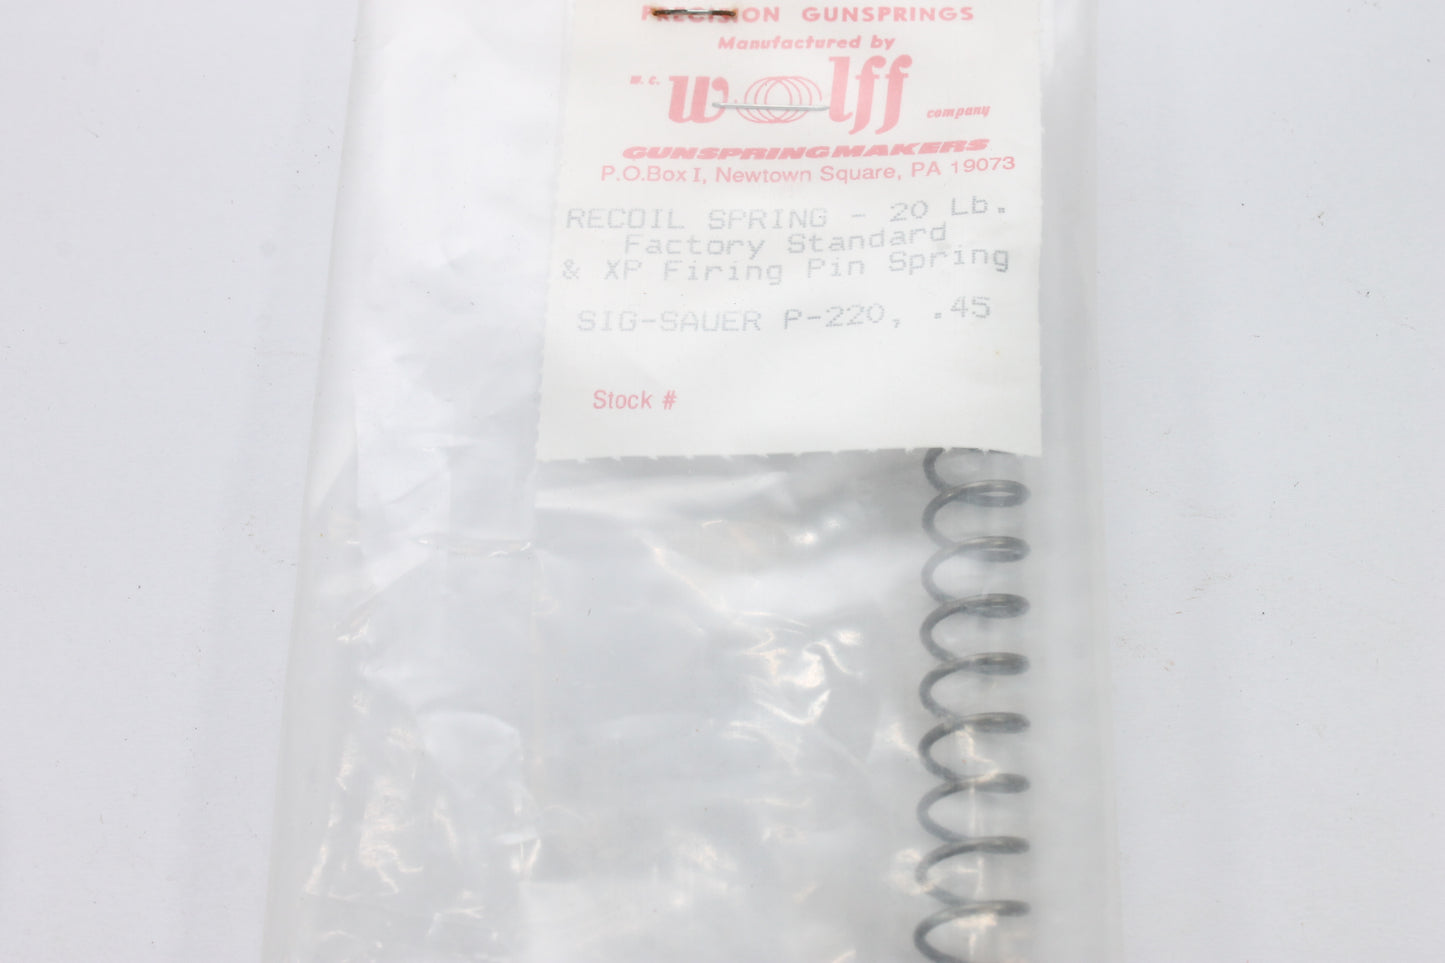 PRECISION GUNSPRINGS
Manufactured by
W. C. Wolff company
GUNSPRINGMAKERS
P.O.Box I, Newtown Square, PA 19073
RECOIL SPRING - 20 Lb.
Factory Standard
& XP Firing Pin Spring
SIG-SAUER P-220, .45
Stock #